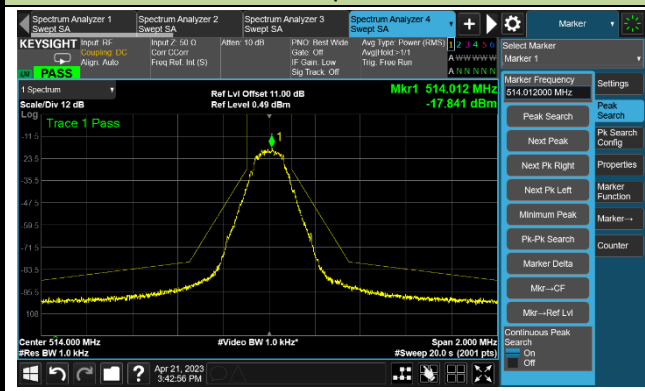 Spectrum Analyzer 1
Swept SA
Spectrum Analyzer 2
Swept SA
Spectrum Analyzer 3
Swept SA
Spectrum Analyzer 4
Swept SA
Marker
KEYSIGHT
Input: RF
Coupling: DC
Align: Auto
Input Z: 50 Ω
Corr CCorr
Freq Ref: Int (S)
Atten: 10 dB
PNO: Best Wide
Gate: Off
IF Gain: Low
Sig Track: Off
Avg Type: Power (RMS)
Avg|Hold:>1/1
Trig: Free Run
1 2 3 4 5 6
A W W W W W
A N N N N N
PASS
Select Marker
Marker 1
1 Spectrum
Scale/Div 12 dB
Ref Lvl Offset 11.00 dB
Ref Level 0.49 dBm
Mkr1 514.012 MHz
-17.841 dBm
Log
Trace 1 Pass
1
-11.5
-23.5
-35.5
-47.5
-59.5
-71.5
-83.5
-95.5
108
Center 514.000 MHz
#Res BW 1.0 kHz
#Video BW 1.0 kHz*
Span 2.000 MHz
#Sweep 20.0 s (2001 pts)
Marker Frequency
514.012000 MHz
Peak Search
Next Peak
Next Pk Right
Next Pk Left
Minimum Peak
Pk-Pk Search
Marker Delta
Mkr→CF
Mkr→Ref Lvl
Continuous Peak
Search
On
Off
Settings
Peak
Search
Pk Search
Config
Properties
Marker
Function
Marker→
Counter
Apr 21, 2023
3:42:56 PM